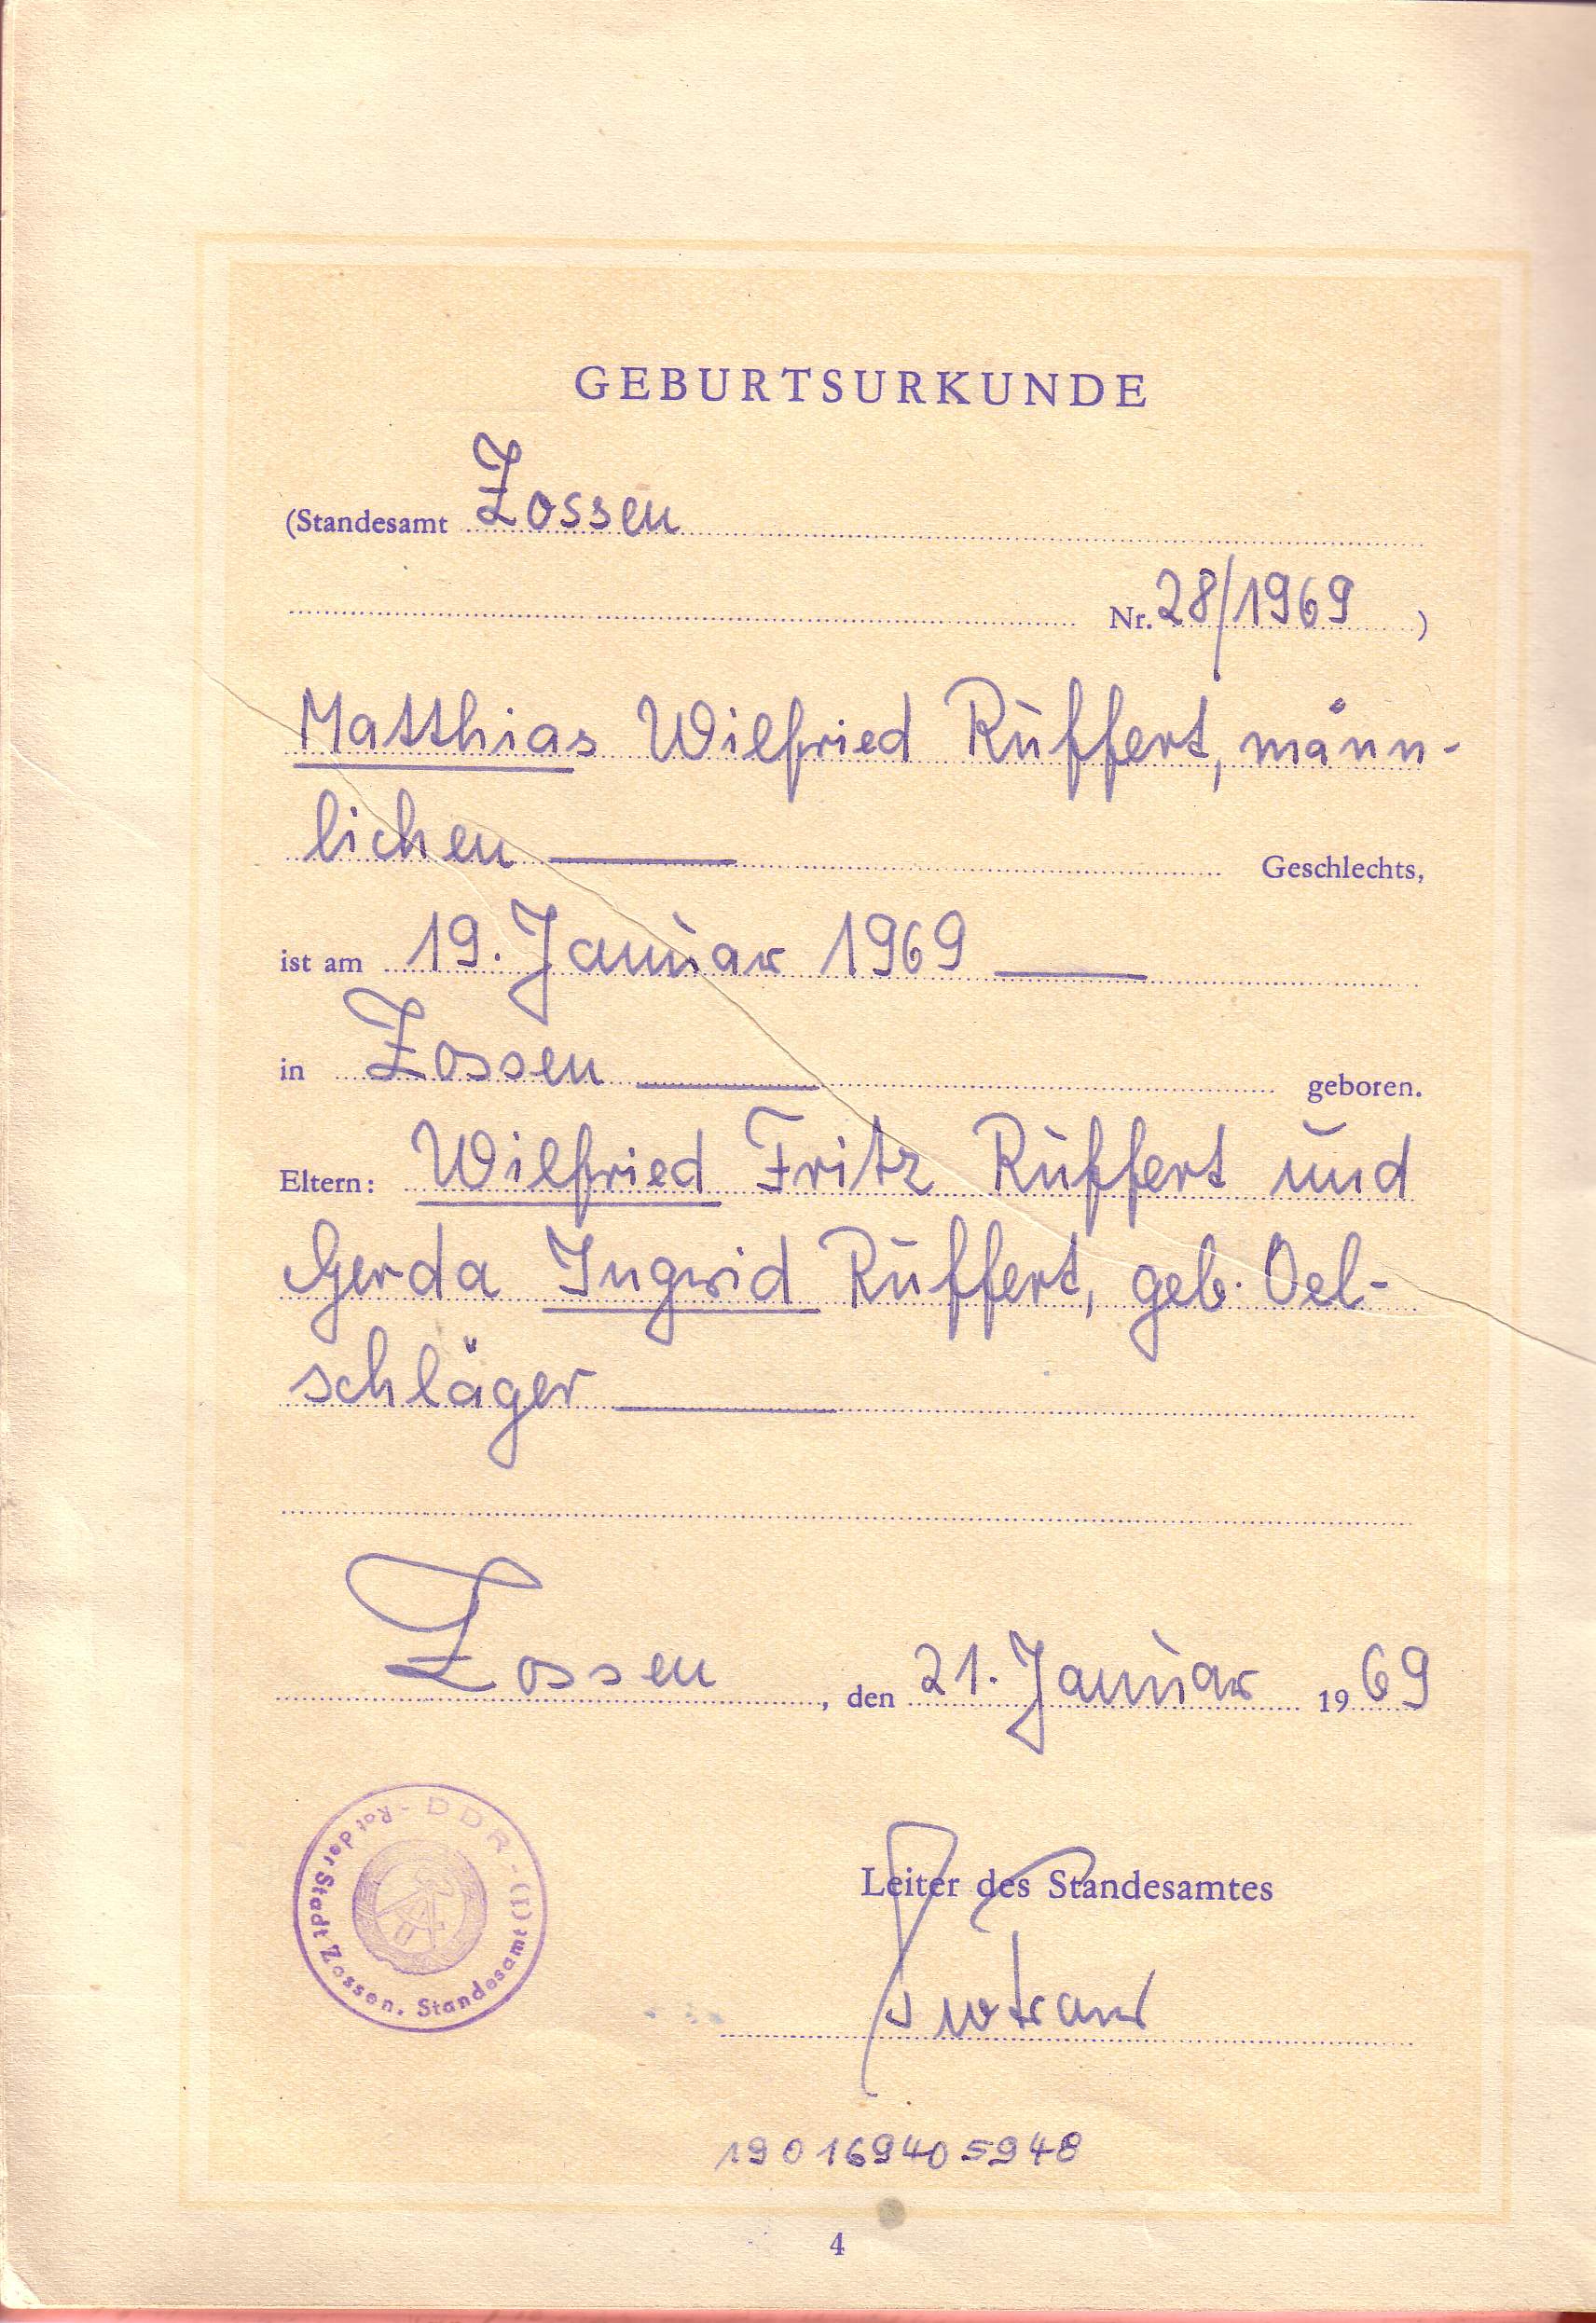 GEBURTSURKUNDE
(Standesamt Zossen
Nr. 28/1969 )
Matthias Wilfried Rüffert, männ-
lichen Geschlechts,
ist am 19. Januar 1969
in Zossen geboren.
Eltern: Wilfried Fritz Rüffert und
Gerda Ingrid Rüffert, geb. Oel-
schläger
Zossen, den 21. Januar 1969
DDR - (1)
Rat der Stadt Zossen. Standesamt
Leiter des Standesamtes
190169405948
4